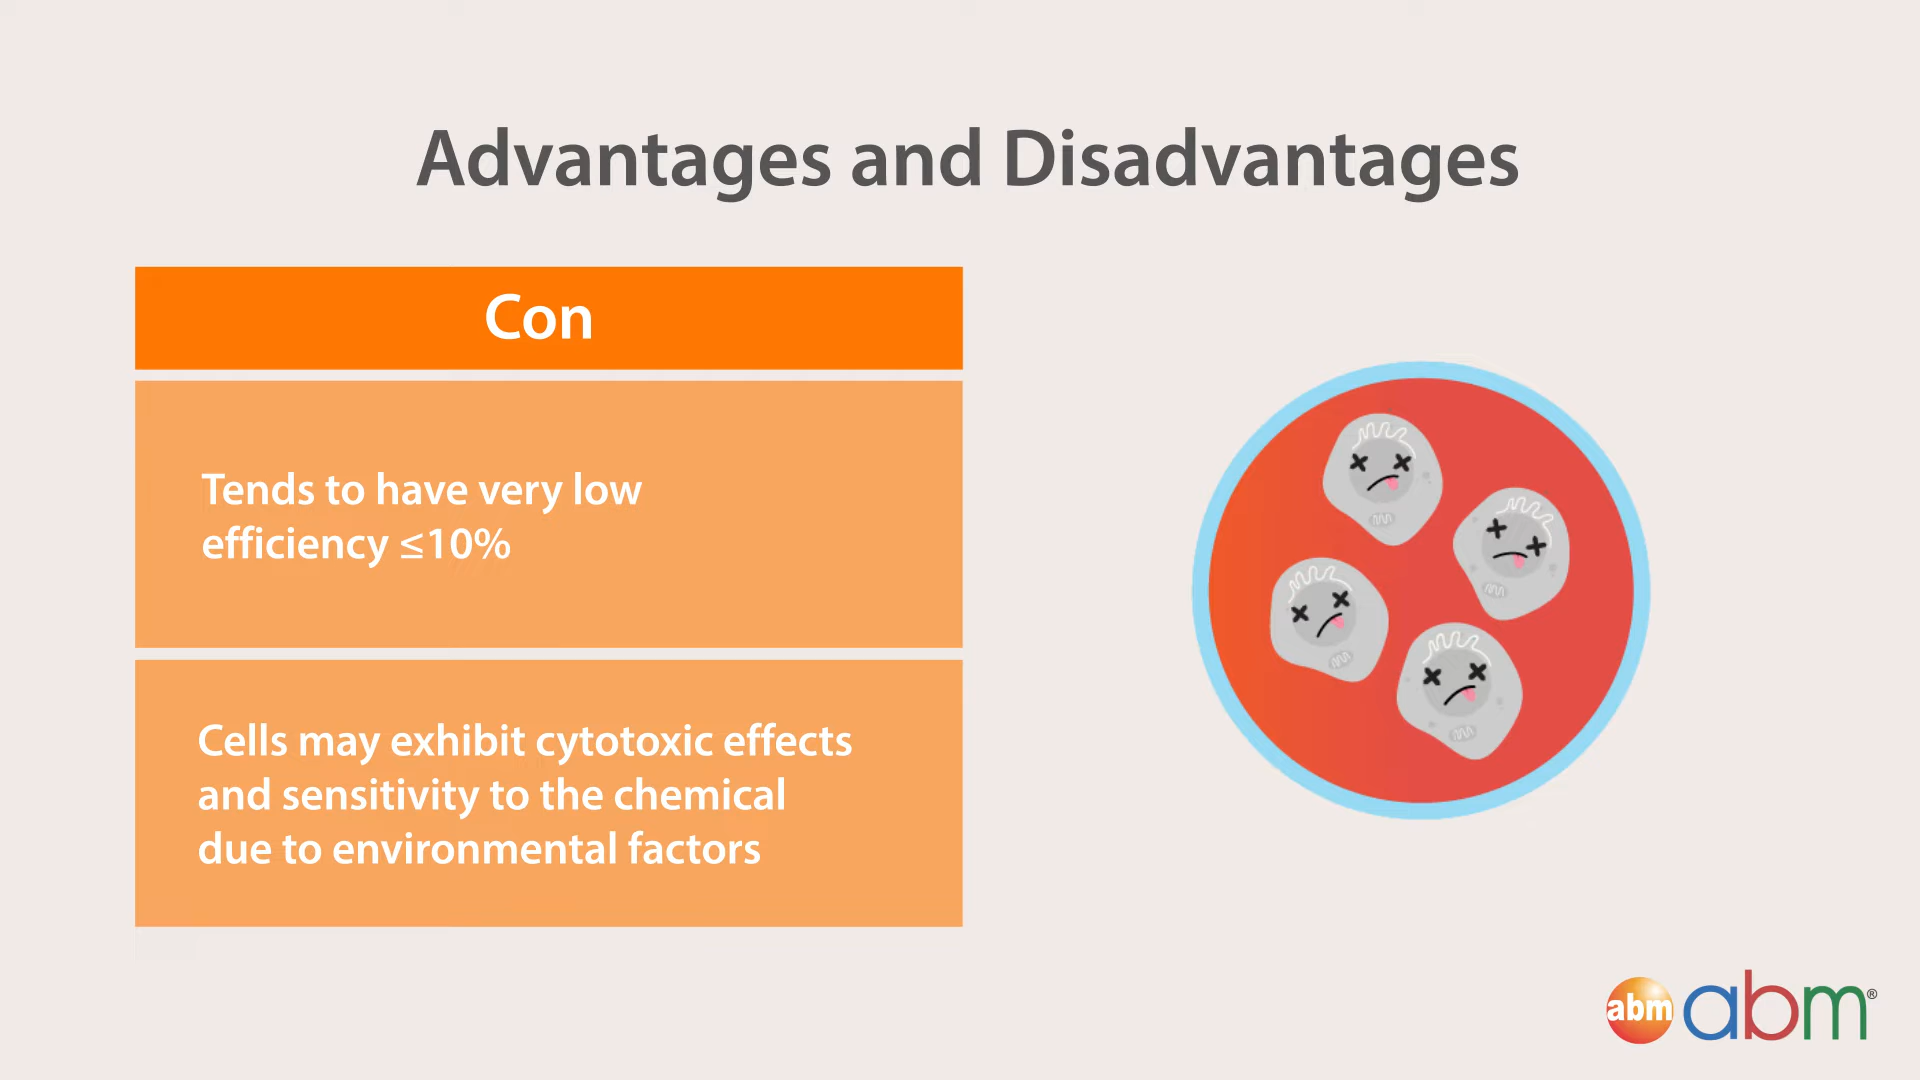 Advantages and Disadvantages
Con
Tends to have very low
efficiency ≤10%
Cells may exhibit cytotoxic effects
and sensitivity to the chemical
due to environmental factors
abm abm®